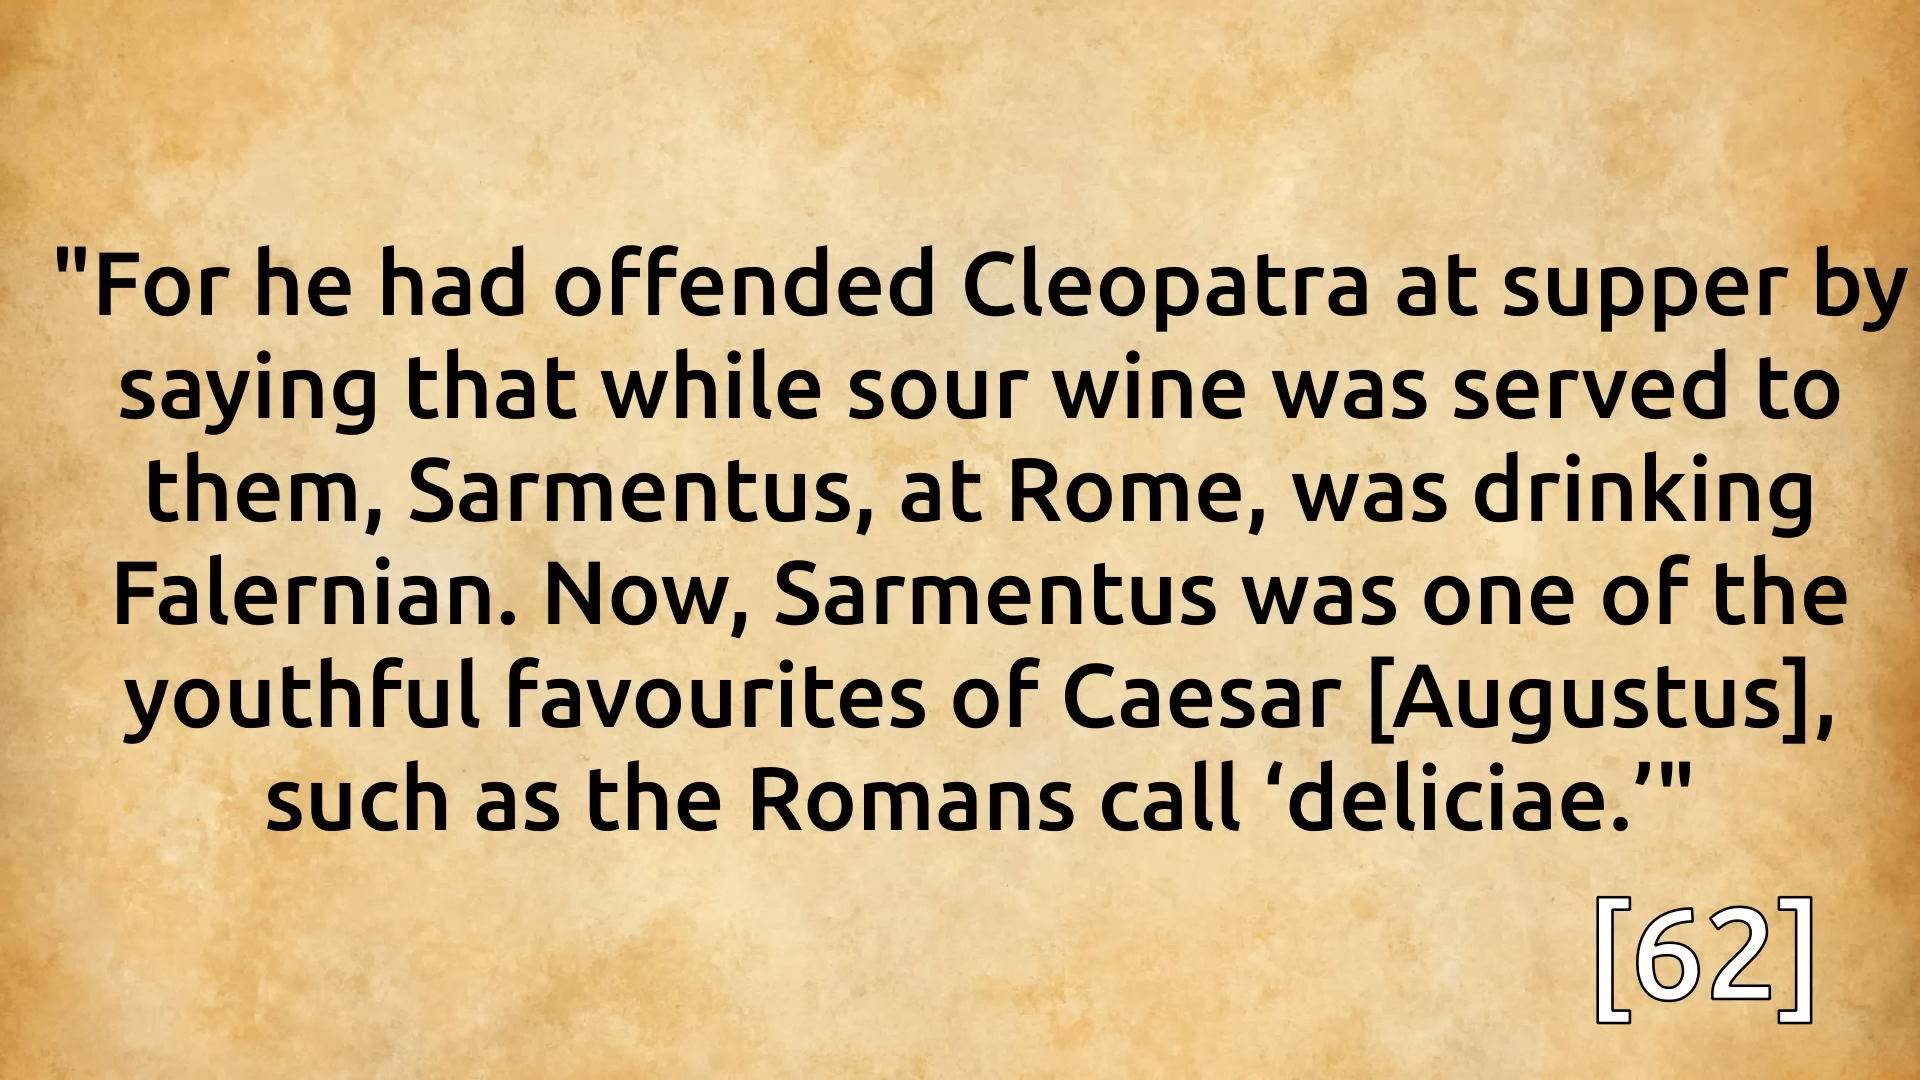 "For he had offended Cleopatra at supper by
saying that while sour wine was served to
them, Sarmentus, at Rome, was drinking
Falernian. Now, Sarmentus was one of the
youthful favourites of Caesar [Augustus],
such as the Romans call ‘deliciae.’"
[62]